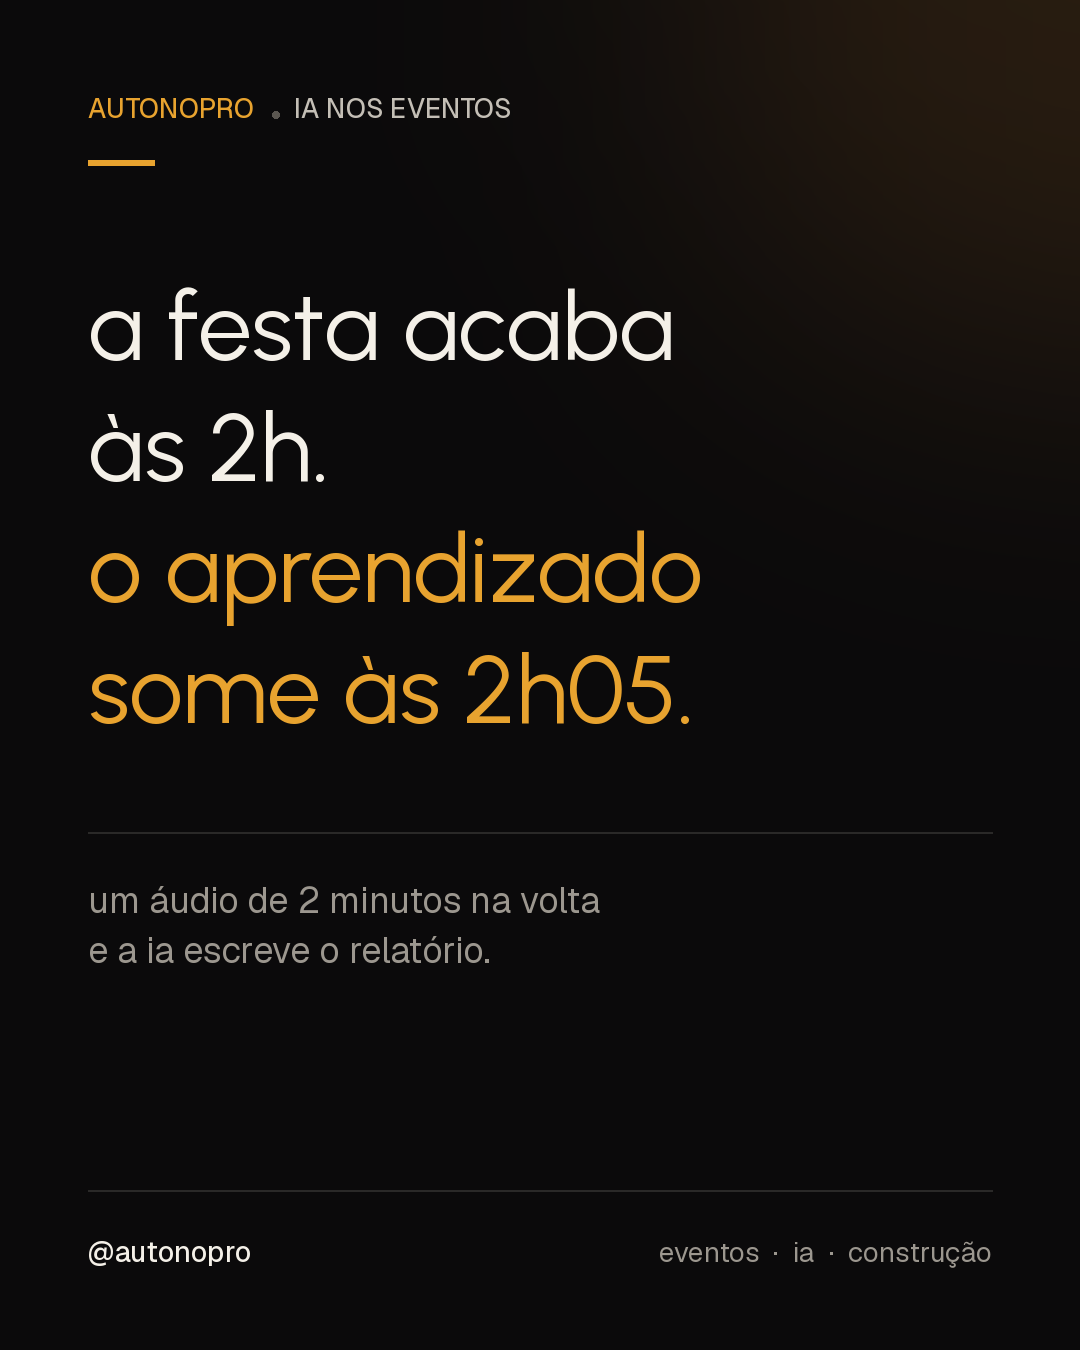 AUTONOPRO • IA NOS EVENTOS
a festa acaba
às 2h.
o aprendizado
some às 2h05.
um áudio de 2 minutos na volta
e a ia escreve o relatório.
@autonopro
eventos · ia · construção